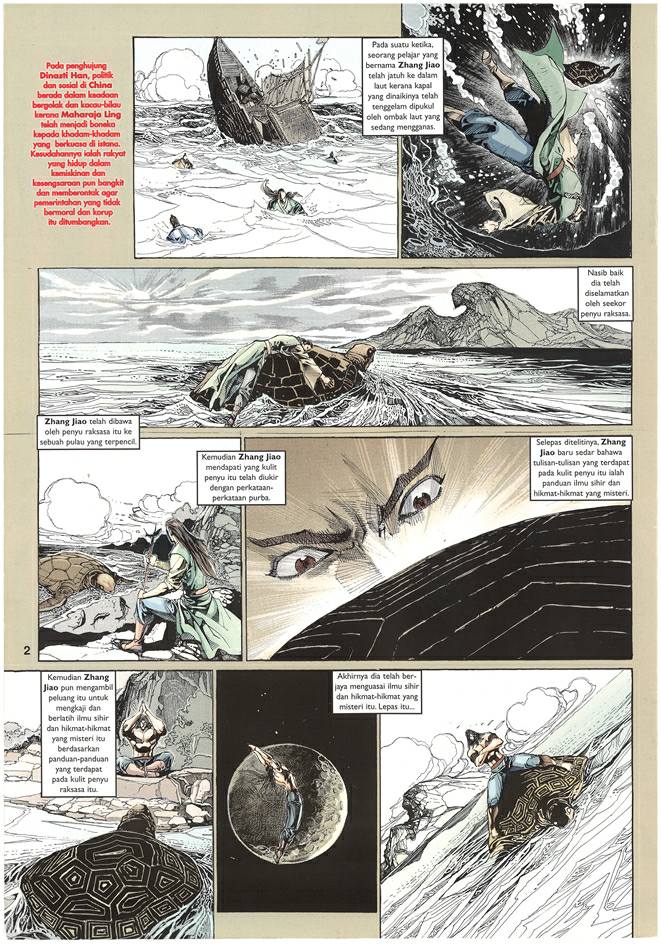 Pada penghujung
Dinasti Han, politik
dan sosial di China
berada dalam keadaan
bergolak dan kacau-bilau
kerana Maharaja Ling
telah menjadi boneka
kepada khadam-khadam
yang berkuasa di istana.
Kesudahannya ialah rakyat
yang hidup dalam
kemiskinan dan
kesengsaraan pun bangkit
dan memberontak agar
pemerintahan yang tidak
bermoral dan korup
itu ditumbangkan.
Pada suatu ketika,
seorang pelajar yang
bernama Zhang Jiao
telah jatuh ke dalam
laut kerana kapal
yang dinaikinya telah
tenggelam dipukul
oleh ombak laut yang
sedang mengganas.
Nasib baik
dia telah
diselamatkan
oleh seekor
penyu raksasa.
Zhang Jiao telah dibawa
oleh penyu raksasa itu ke
sebuah pulau yang terpencil.
Kemudian Zhang Jiao
mendapati yang kulit
penyu itu telah diukir
dengan perkataan-
perkataan purba.
Selepas ditelitinya, Zhang
Jiao baru sedar bahawa
tulisan-tulisan yang terdapat
pada kulit penyu itu ialah
panduan ilmu sihir dan
hikmat-hikmat yang misteri.
2
Kemudian Zhang
Jiao pun mengambil
peluang itu untuk
mengkaji dan
berlatih ilmu sihir
dan hikmat-hikmat
yang misteri itu
berdasarkan
panduan-panduan
yang terdapat
pada kulit penyu
raksasa itu.
Akhirnya dia telah ber-
jaya menguasai ilmu sihir
dan hikmat-hikmat yang
misteri itu. Lepas itu...